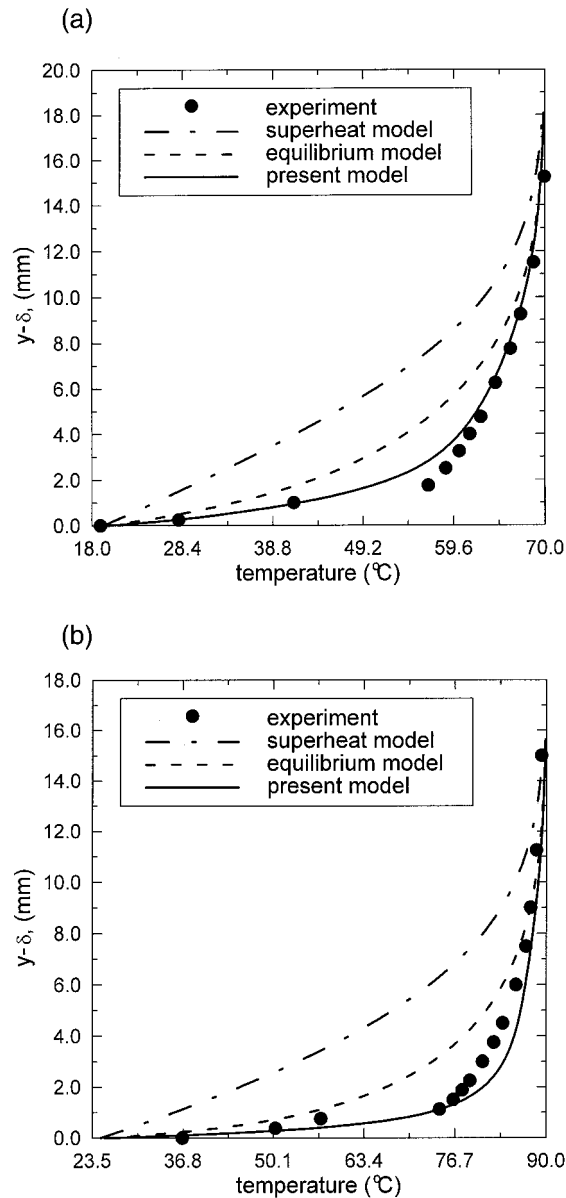 (a)
20.0
18.0
16.0
14.0
12.0
10.0
8.0
6.0
4.0
2.0
0.0
y-δ, (mm)
experiment
superheat model
equilibrium model
present model
18.0 28.4 38.8 49.2 59.6 70.0
temperature (°C)
(b)
18.0
16.0
14.0
12.0
10.0
8.0
6.0
4.0
2.0
0.0
y-δ, (mm)
experiment
superheat model
equilibrium model
present model
23.5 36.8 50.1 63.4 76.7 90.0
temperature (°C)